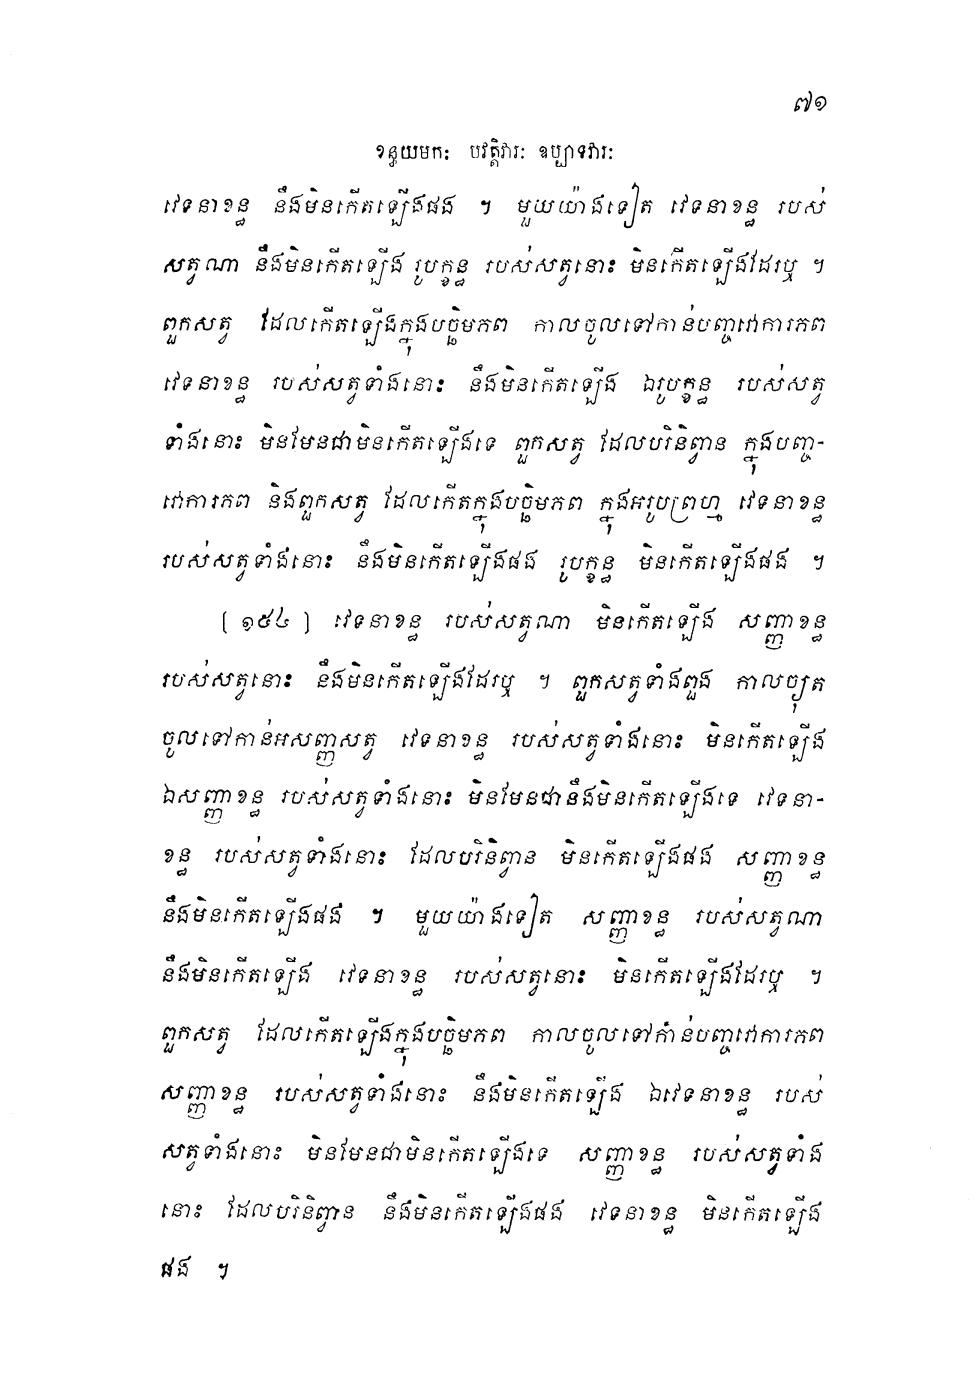 ៧១
ខន្ធយមកៈ បវត្តិវារៈ ឧប្បាទវារៈ
វេទនាខន្ធ នឹងមិនកើតឡើងផង ។ មួយយ៉ាងទៀត វេទនាខន្ធ របស់
សត្វណា នឹងមិនកើតឡើង រូបក្ខន្ធ របស់សត្វនោះ មិនកើតឡើងដែរឬ ។
ពួកសត្វ ដែលកើតឡើងក្នុងបច្ឆិមភព កាលចូលទៅកាន់បញ្ចវោការភព
វេទនាខន្ធ របស់សត្វទាំងនោះ នឹងមិនកើតឡើង ឯរូបក្ខន្ធ របស់សត្វ
ទាំងនោះ មិនមែនជាមិនកើតឡើងទេ ពួកសត្វ ដែលបរិនិព្វាន ក្នុងបញ្ច-
វោការភព និងពួកសត្វ ដែលកើតក្នុងបច្ឆិមភព ក្នុងអរូបព្រហ្ម វេទនាខន្ធ
របស់សត្វទាំងនោះ នឹងមិនកើតឡើងផង រូបក្ខន្ធ មិនកើតឡើងផង ។
[ ១៥៤ ] វេទនាខន្ធ របស់សត្វណា មិនកើតឡើង សញ្ញាខន្ធ
របស់សត្វនោះ នឹងមិនកើតឡើងដែរឬ ។ ពួកសត្វទាំងពួង កាលច្យុត
ចូលទៅកាន់អសញ្ញសត្វ វេទនាខន្ធ របស់សត្វទាំងនោះ មិនកើតឡើង
ឯសញ្ញាខន្ធ របស់សត្វទាំងនោះ មិនមែនជានឹងមិនកើតឡើងទេ វេទនា-
ខន្ធ របស់សត្វទាំងនោះ ដែលបរិនិព្វាន មិនកើតឡើងផង សញ្ញាខន្ធ
នឹងមិនកើតឡើងផង ។ មួយយ៉ាងទៀត សញ្ញាខន្ធ របស់សត្វណា
នឹងមិនកើតឡើង វេទនាខន្ធ របស់សត្វនោះ មិនកើតឡើងដែរឬ ។
ពួកសត្វ ដែលកើតឡើងក្នុងបច្ឆិមភព កាលចូលទៅកាន់បញ្ចវោការភព
សញ្ញាខន្ធ របស់សត្វទាំងនោះ នឹងមិនកើតឡើង ឯវេទនាខន្ធ របស់
សត្វទាំងនោះ មិនមែនជាមិនកើតឡើងទេ សញ្ញាខន្ធ របស់សត្វទាំង
នោះ ដែលបរិនិព្វាន នឹងមិនកើតឡើងផង វេទនាខន្ធ មិនកើតឡើង
ផង ។